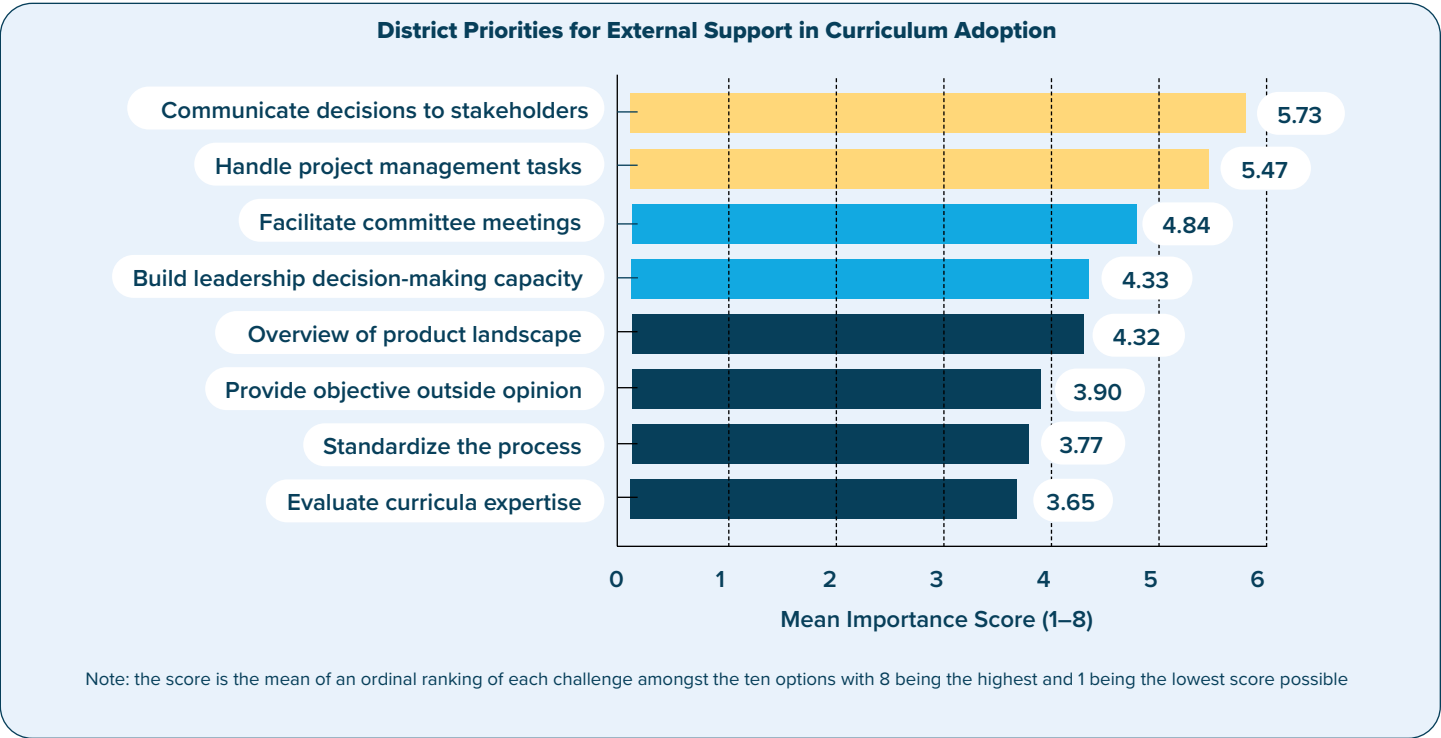 District Priorities for External Support in Curriculum Adoption
Communicate decisions to stakeholders
5.73
Handle project management tasks
5.47
Facilitate committee meetings
4.84
Build leadership decision-making capacity
4.33
Overview of product landscape
4.32
Provide objective outside opinion
3.90
Standardize the process
3.77
Evaluate curricula expertise
3.65
0 1 2 3 4 5 6
Mean Importance Score (1–8)
Note: the score is the mean of an ordinal ranking of each challenge amongst the ten options with 8 being the highest and 1 being the lowest score possible